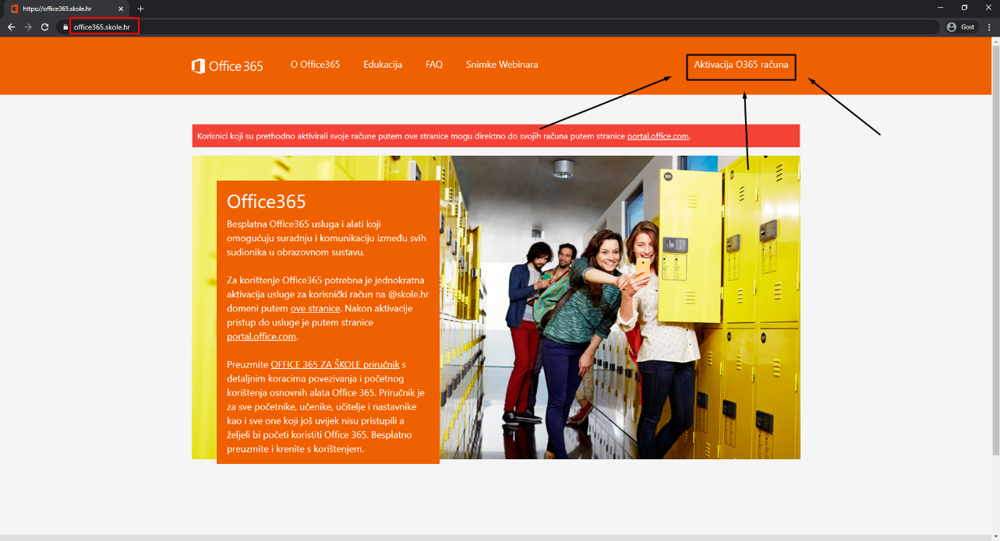 https://office365.skole.hr
office365.skole.hr
Gost
Office 365
O Office365
Edukacija
FAQ
Snimke Webinara
Aktivacija O365 računa
Korisnici koji su prethodno aktivirali svoje račune putem ove stranice mogu direktno do svojih računa putem stranice portal.office.com.
Office365
Besplatna Office365 usluga i alati koji
omogućuju suradnju i komunikaciju između svih
sudionika u obrazovnom sustavu.
Za korištenje Office365 potrebna je jednokratna
aktivacija usluge za korisnički račun na @skole.hr
domeni putem ove stranice. Nakon aktivacije
pristup do usluge je putem stranice
portal.office.com.
Preuzmite OFFICE 365 ZA ŠKOLE priručnik s
detaljnim koracima povezivanja i početnog
korištenja osnovnih alata Office 365. Priručnik je
za sve početnike, učenike, učitelje i nastavnike
kao i sve one koji još uvijek nisu pristupili a
željeli bi početi koristiti Office 365. Besplatno
preuzmite i krenite s korištenjem.